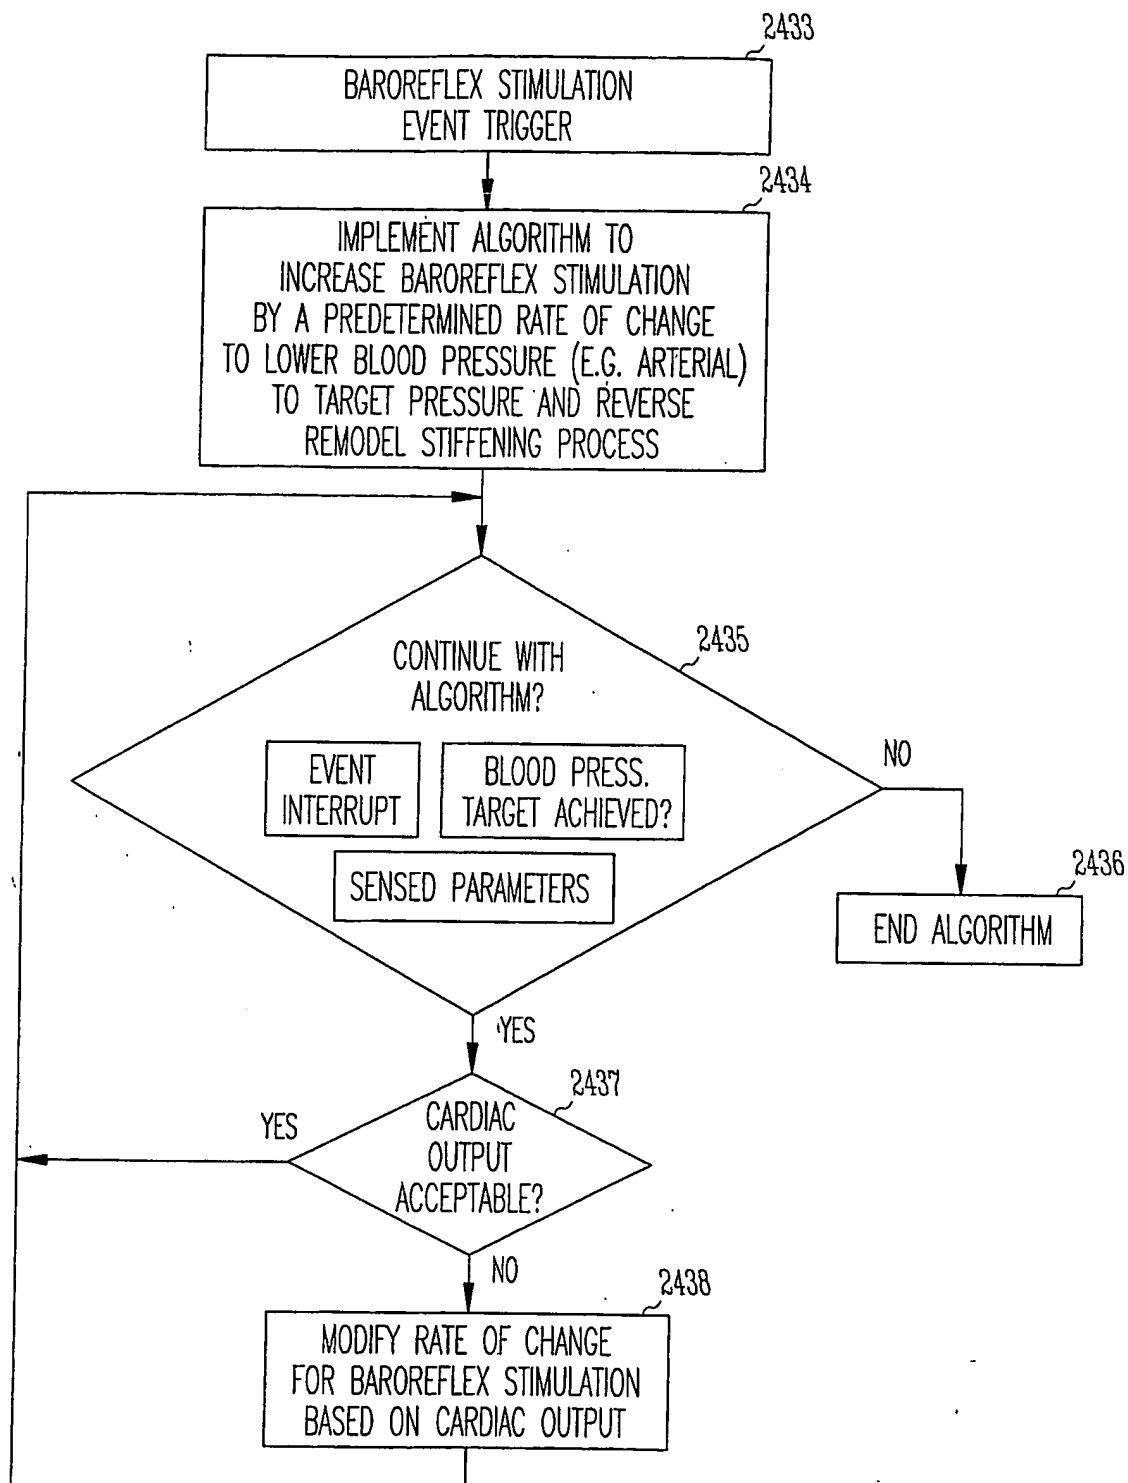 2433
BAROREFLEX STIMULATION
EVENT TRIGGER
2434
IMPLEMENT ALGORITHM TO
INCREASE BAROREFLEX STIMULATION
BY A PREDETERMINED RATE OF CHANGE
TO LOWER BLOOD PRESSURE (E.G. ARTERIAL)
TO TARGET PRESSURE AND REVERSE
REMODEL STIFFENING PROCESS
2435
CONTINUE WITH
ALGORITHM?
EVENT
INTERRUPT
BLOOD PRESS.
TARGET ACHIEVED?
SENSED PARAMETERS
NO
2436
END ALGORITHM
YES
2437
CARDIAC
OUTPUT
ACCEPTABLE?
YES
NO
2438
MODIFY RATE OF CHANGE
FOR BAROREFLEX STIMULATION
BASED ON CARDIAC OUTPUT